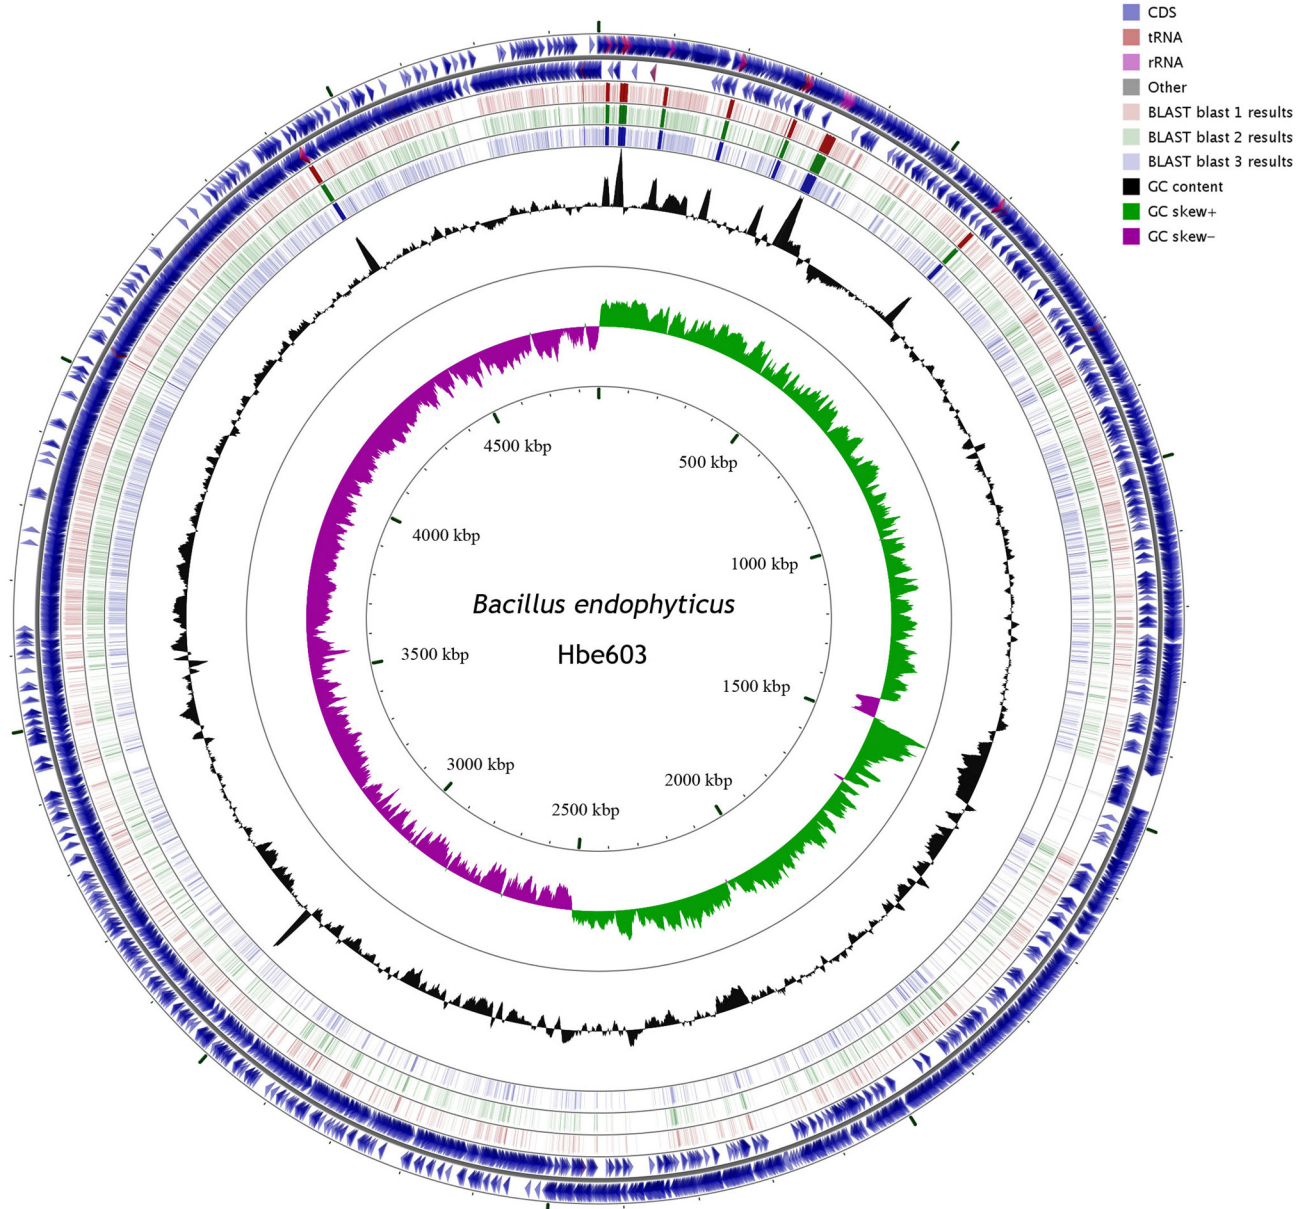 CDS
tRNA
rRNA
Other
BLAST blast 1 results
BLAST blast 2 results
BLAST blast 3 results
GC content
GC skew+
GC skew−
4500 kbp
500 kbp
4000 kbp
1000 kbp
Bacillus endophyticus
Hbe603
3500 kbp
1500 kbp
3000 kbp
2000 kbp
2500 kbp